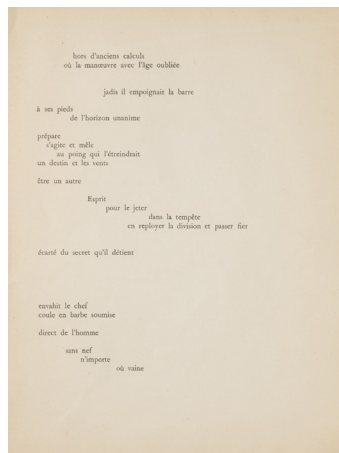 hors d'anciens calculs
où la manœuvre avec l'âge oubliée
jadis il empoignait la barre
à ses pieds
de l'horizon unanime
prépare
s'agite et mêle
au poing qui l'étreindrait
un destin et les vents
être un autre
Esprit
pour le jeter
dans la tempête
en reployer la division et passer fier
écarté du secret qu'il détient
envahit le chef
coule en barbe soumise
direct de l'homme
sans nef
n'importe
où vaine